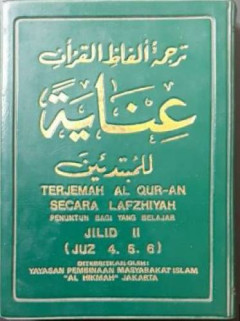 ترجمة ألفاظ القرآن
عناية
للمبتدئين
TERJEMAH AL QUR-AN
SECARA LAFZHIYAH
PENUNTUN BAGI YANG BELAJAR
JILID II
(JUZ 4, 5, 6)
DITERBITKAN OLEH:
YAYASAN PEMBINAAN MASYARAKAT ISLAM
"AL HIKMAH" JAKARTA